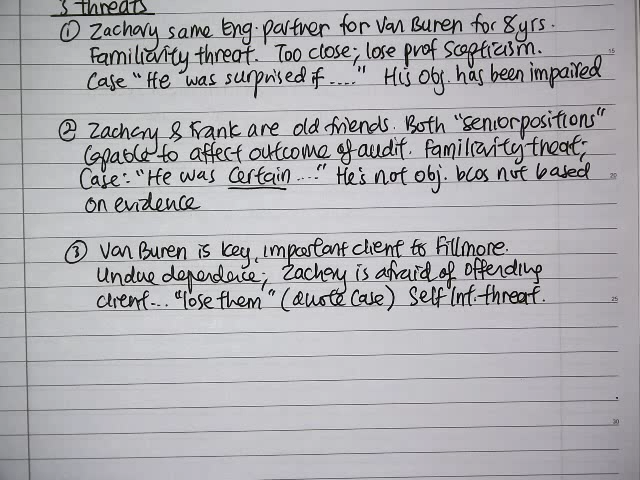 3 threats
① Zachary same Eng. partner for Van Buren for 8 yrs.
Familiarity threat. Too close; lose prof scepticism.
Case "He was surprised if ...." His obj. has been impaired
② Zachary & Frank are old friends. Both "senior positions"
Capable to affect outcome of audit. Familiarity threat;
Case: "He was certain ...." He's not obj. bcos not based
on evidence
③ Van Buren is key, important client to Fillmore.
Undue dependence; Zachary is afraid of offending
client... "lose them" (Quote Case) Self Int. threat.
15
20
25
30